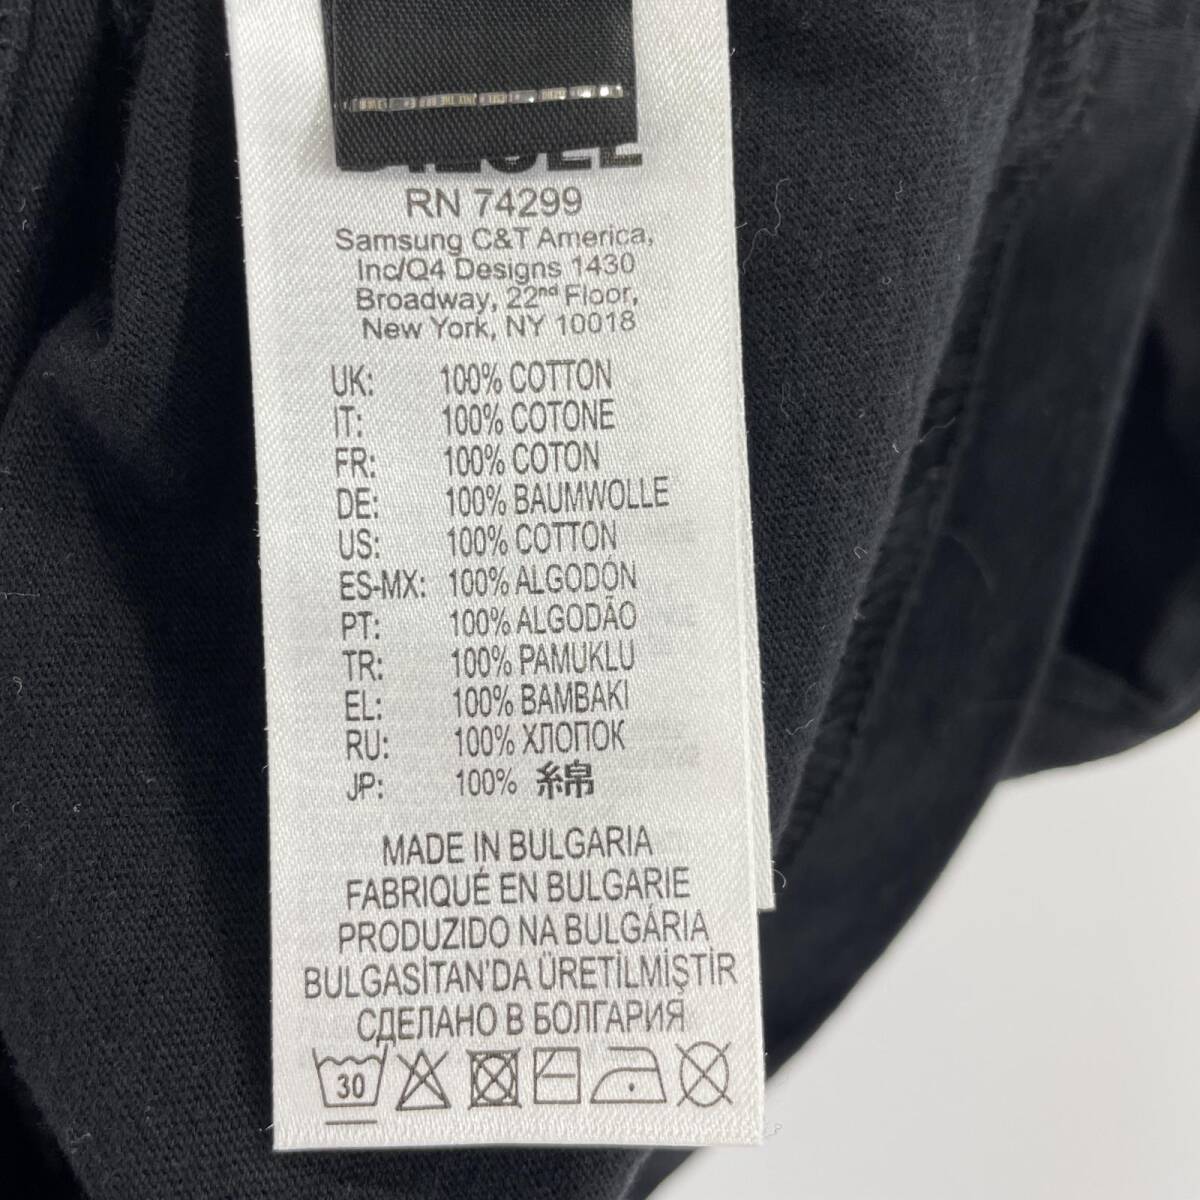 RN 74299
Samsung C&T America,
Inc/Q4 Designs 1430
Broadway, 22nd Floor,
New York, NY 10018
UK: 100% COTTON
IT: 100% COTONE
FR: 100% COTON
DE: 100% BAUMWOLLE
US: 100% COTTON
ES-MX: 100% ALGODÓN
PT: 100% ALGODÃO
TR: 100% PAMUKLU
EL: 100% BAMBAKI
RU: 100% ХЛОПОК
JP: 100% 綿
MADE IN BULGARIA
FABRIQUÉ EN BULGARIE
PRODUZIDO NA BULGÁRIA
BULGASİTAN'DA ÜRETİLMİŞTİR
СДЕЛАНО В БОЛГАРИЯ
30